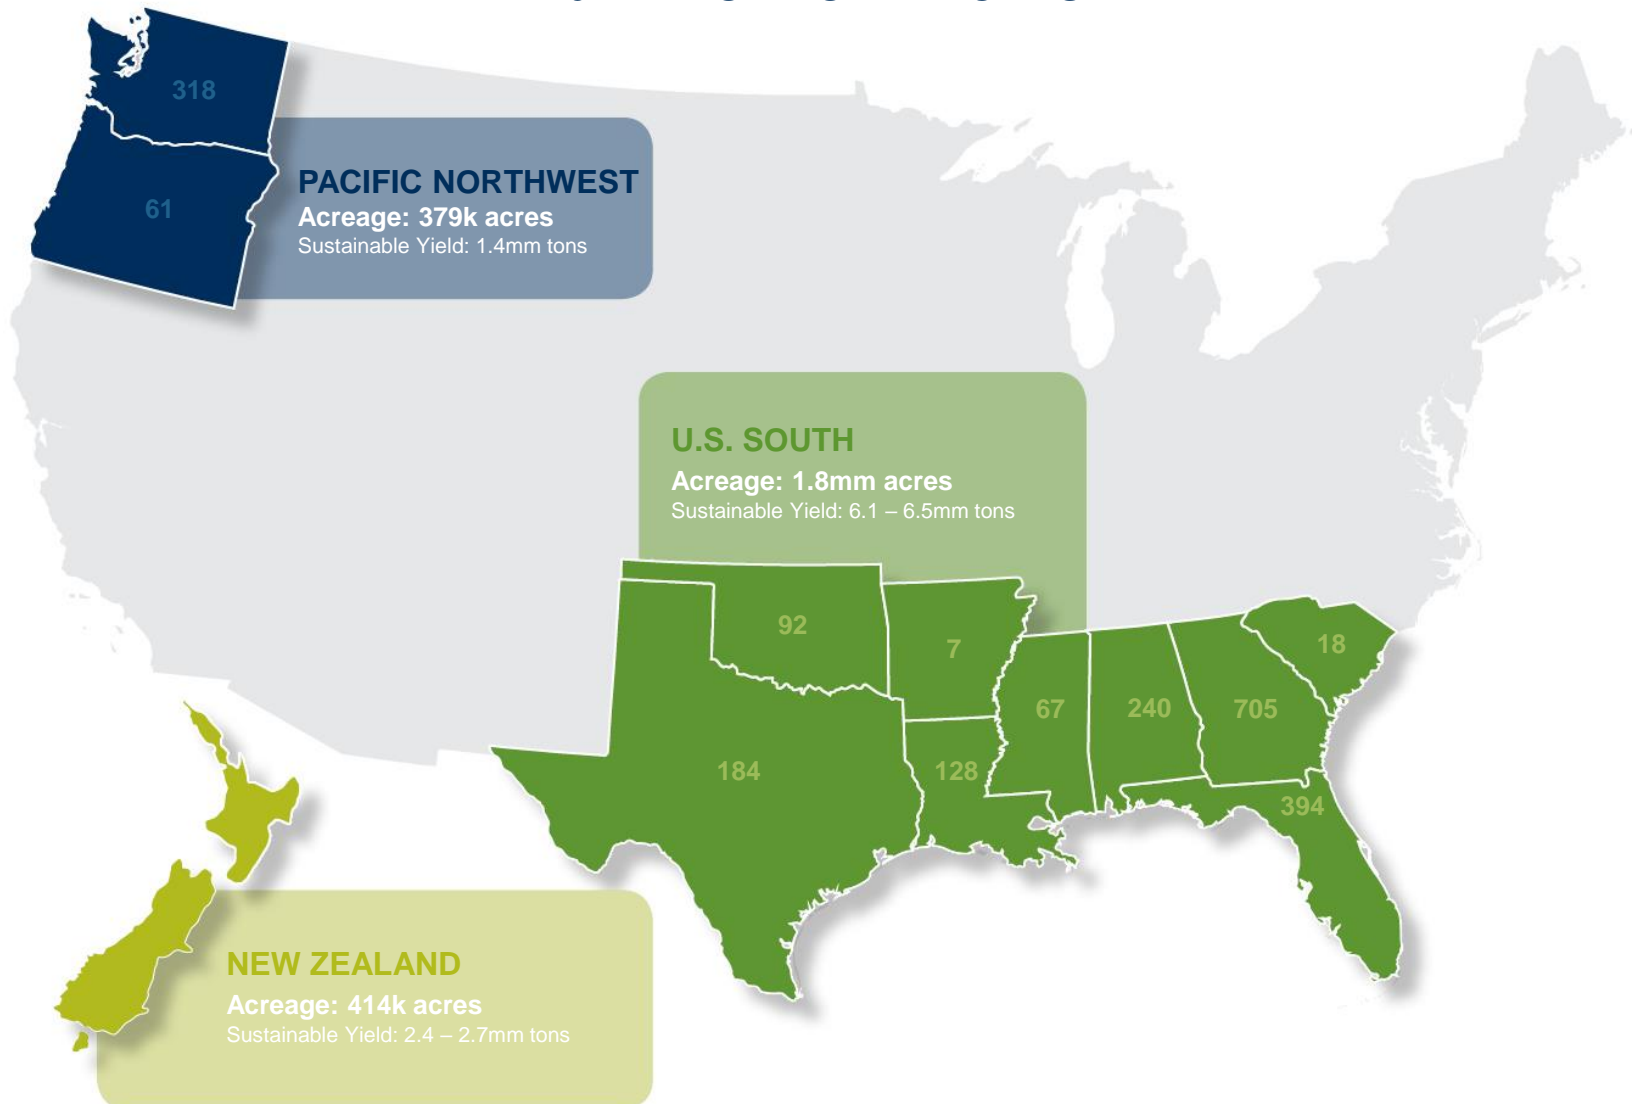 318
61
PACIFIC NORTHWEST
Acreage: 379k acres
Sustainable Yield: 1.4mm tons
U.S. SOUTH
Acreage: 1.8mm acres
Sustainable Yield: 6.1 – 6.5mm tons
92
7
18
67
240
705
184
128
394
NEW ZEALAND
Acreage: 414k acres
Sustainable Yield: 2.4 – 2.7mm tons